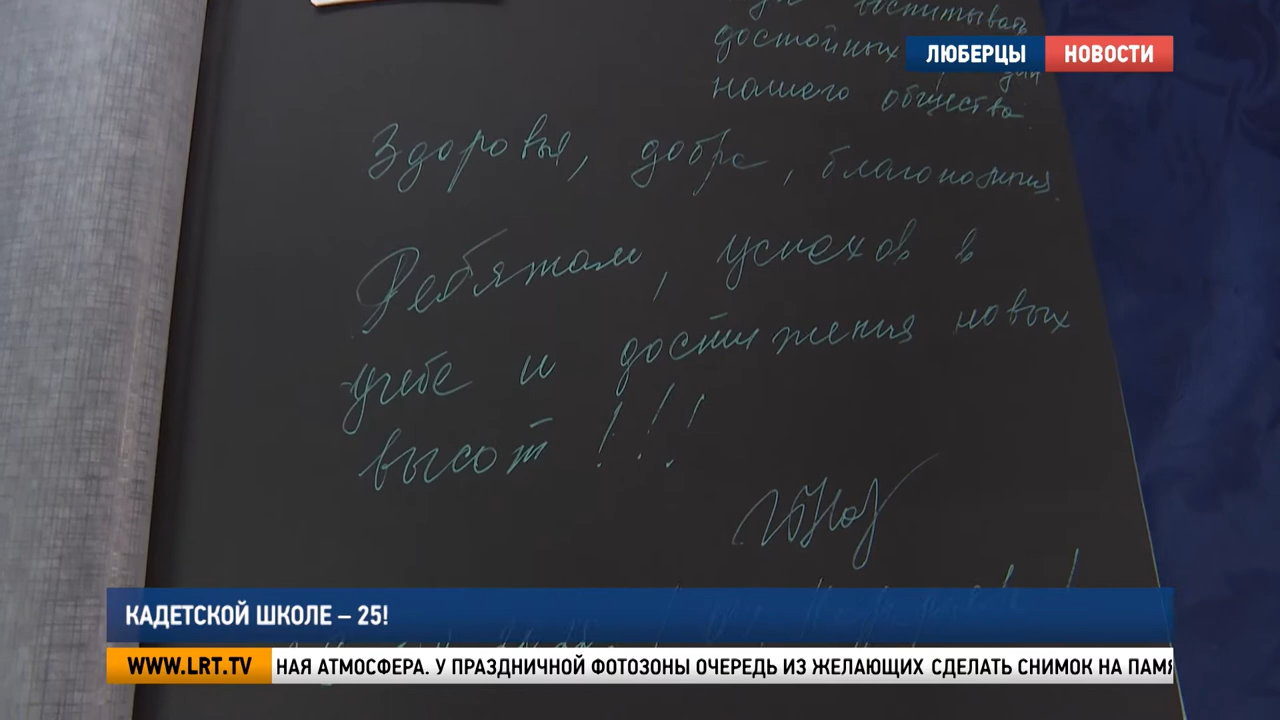 воспитывать
достойных
ЛЮБЕРЦЫ НОВОСТИ
нашего общества.
Здоровья, добра, благополучия.
Ребятам, успехов в
учебе и достижения новых
высот!!!
КАДЕТСКОЙ ШКОЛЕ – 25!
WWW.LRT.TV НАЯ АТМОСФЕРА. У ПРАЗДНИЧНОЙ ФОТОЗОНЫ ОЧЕРЕДЬ ИЗ ЖЕЛАЮЩИХ СДЕЛАТЬ СНИМОК НА ПАМЯ